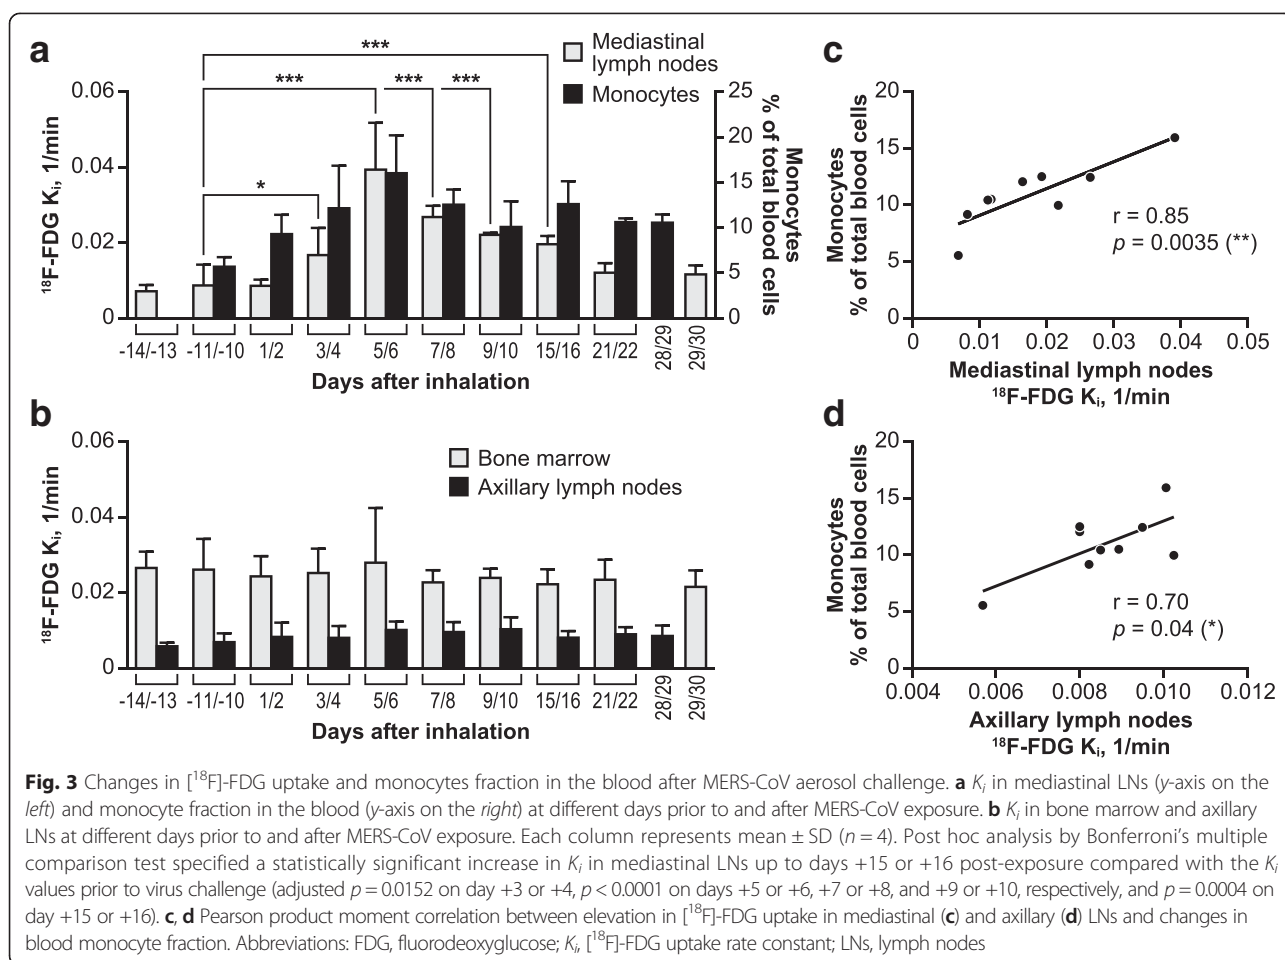 a
***
***
***
***
*
Mediastinal
lymph nodes
Monocytes
¹⁸F-FDG Kᵢ, 1/min
0.06
0.04
0.02
0
25
20
15
10
5
0
Monocytes
% of total blood cells
-14/-13
-11/-10
1/2
3/4
5/6
7/8
9/10
15/16
21/22
28/29
29/30
Days after inhalation
b
Bone marrow
Axillary lymph nodes
¹⁸F-FDG Kᵢ, 1/min
0.06
0.04
0.02
0
-14/-13
-11/-10
1/2
3/4
5/6
7/8
9/10
15/16
21/22
28/29
29/30
Days after inhalation
c
Monocytes
% of total blood cells
20
15
10
5
0
r = 0.85
p = 0.0035 (**)
0
0.01
0.02
0.03
0.04
0.05
Mediastinal lymph nodes
¹⁸F-FDG Kᵢ, 1/min
d
Monocytes
% of total blood cells
20
15
10
5
0
r = 0.70
p = 0.04 (*)
0.004
0.006
0.008
0.010
0.012
Axillary lymph nodes
¹⁸F-FDG Kᵢ, 1/min
Fig. 3 Changes in [¹⁸F]-FDG uptake and monocytes fraction in the blood after MERS-CoV aerosol challenge. a Kᵢ in mediastinal LNs (y-axis on the
left) and monocyte fraction in the blood (y-axis on the right) at different days prior to and after MERS-CoV exposure. b Kᵢ in bone marrow and axillary
LNs at different days prior to and after MERS-CoV exposure. Each column represents mean ± SD (n = 4). Post hoc analysis by Bonferroni's multiple
comparison test specified a statistically significant increase in Kᵢ in mediastinal LNs up to days +15 or +16 post-exposure compared with the Kᵢ
values prior to virus challenge (adjusted p = 0.0152 on day +3 or +4, p < 0.0001 on days +5 or +6, +7 or +8, and +9 or +10, respectively, and p = 0.0004 on
day +15 or +16). c, d Pearson product moment correlation between elevation in [¹⁸F]-FDG uptake in mediastinal (c) and axillary (d) LNs and changes in
blood monocyte fraction. Abbreviations: FDG, fluorodeoxyglucose; Kᵢ, [¹⁸F]-FDG uptake rate constant; LNs, lymph nodes